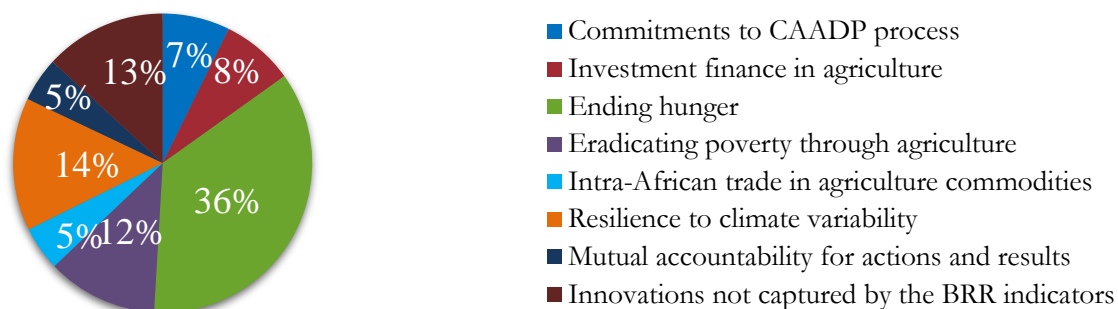 7%
8%
13%
5%
14%
36%
5%
12%
Commitments to CAADP process
Investment finance in agriculture
Ending hunger
Eradicating poverty through agriculture
Intra-African trade in agriculture commodities
Resilience to climate variability
Mutual accountability for actions and results
Innovations not captured by the BRR indicators